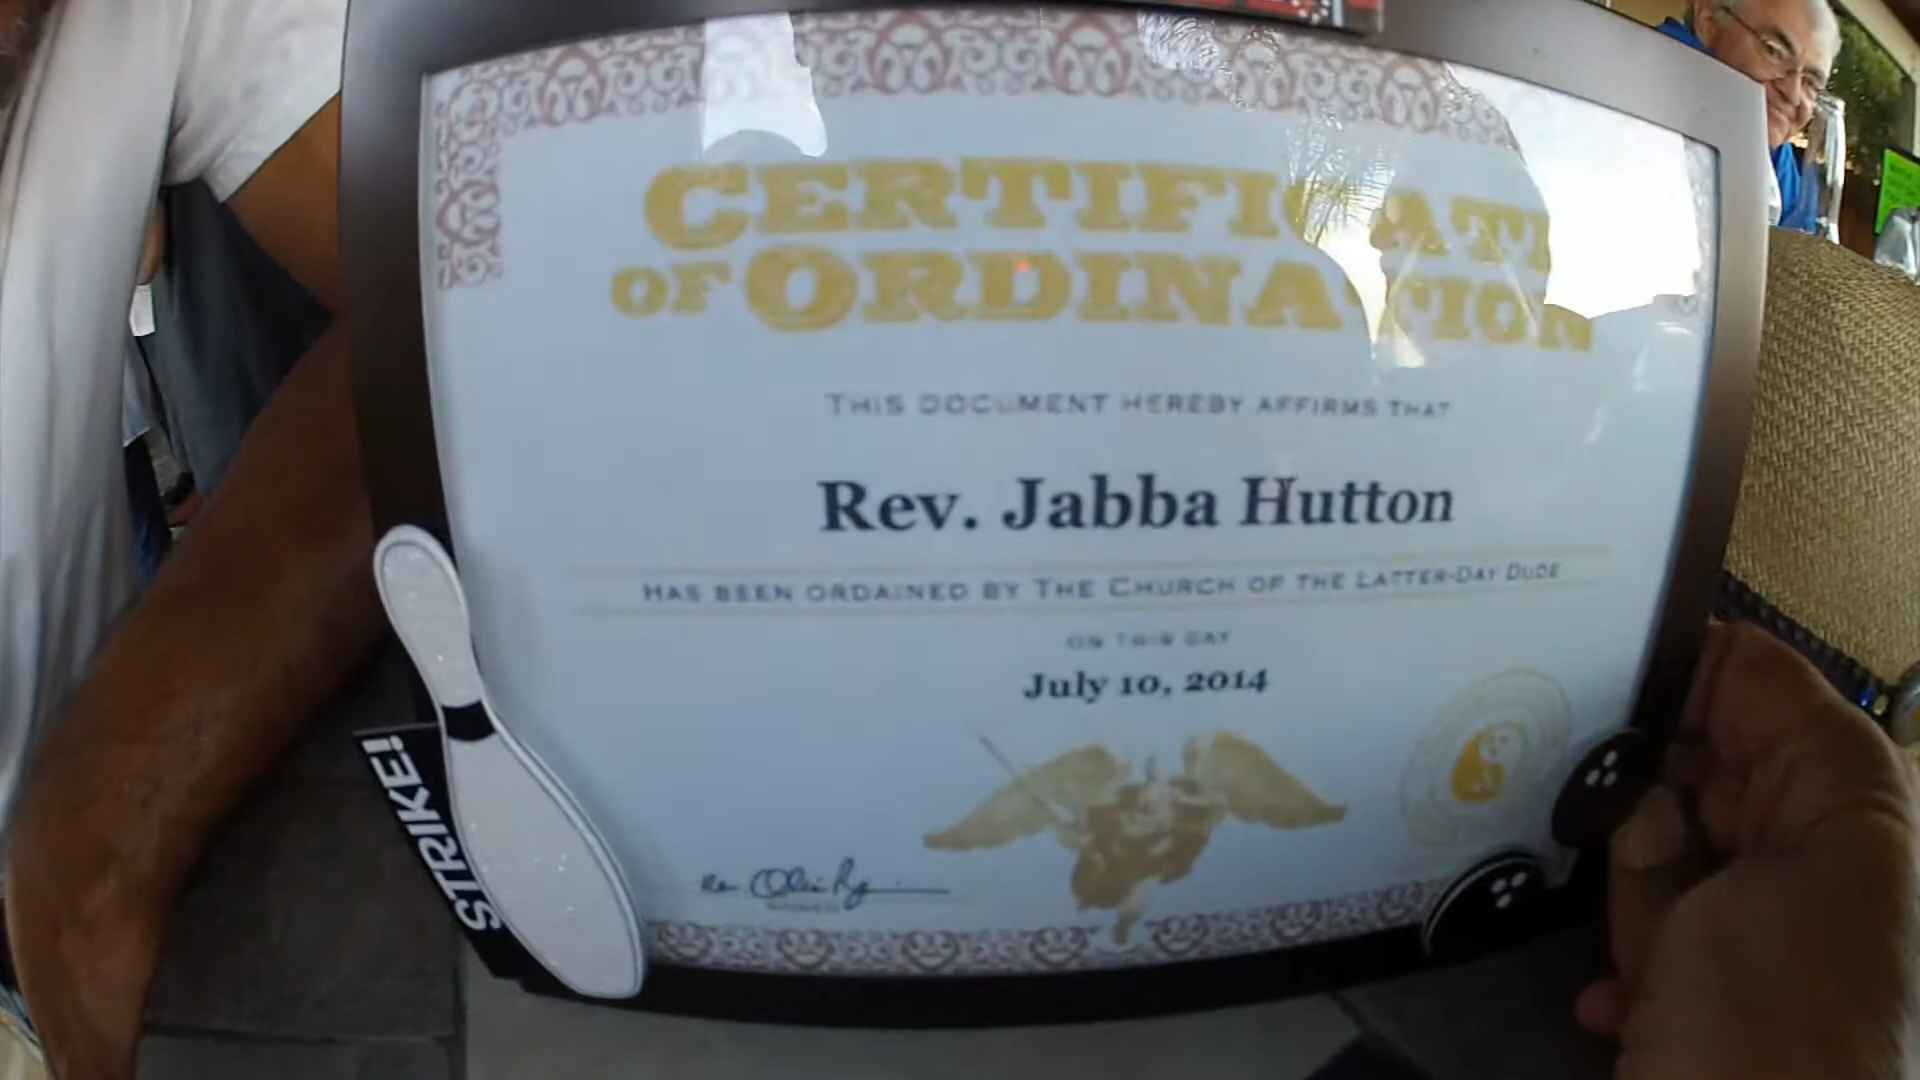 CERTIFICATE
OF ORDINATION
THIS DOCUMENT HEREBY AFFIRMS THAT
Rev. Jabba Hutton
HAS BEEN ORDAINED BY THE CHURCH OF THE LATTER-DAY DUDE
ON THIS DAY
July 10, 2014
STRIKE!